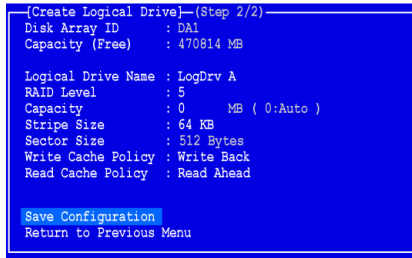 [Create Logical Drive]—(Step 2/2)
Disk Array ID : DA1
Capacity (Free) : 470814 MB
Logical Drive Name : LogDrv A
RAID Level : 5
Capacity : 0 MB ( 0:Auto )
Stripe Size : 64 KB
Sector Size : 512 Bytes
Write Cache Policy : Write Back
Read Cache Policy : Read Ahead
Save Configuration
Return to Previous Menu